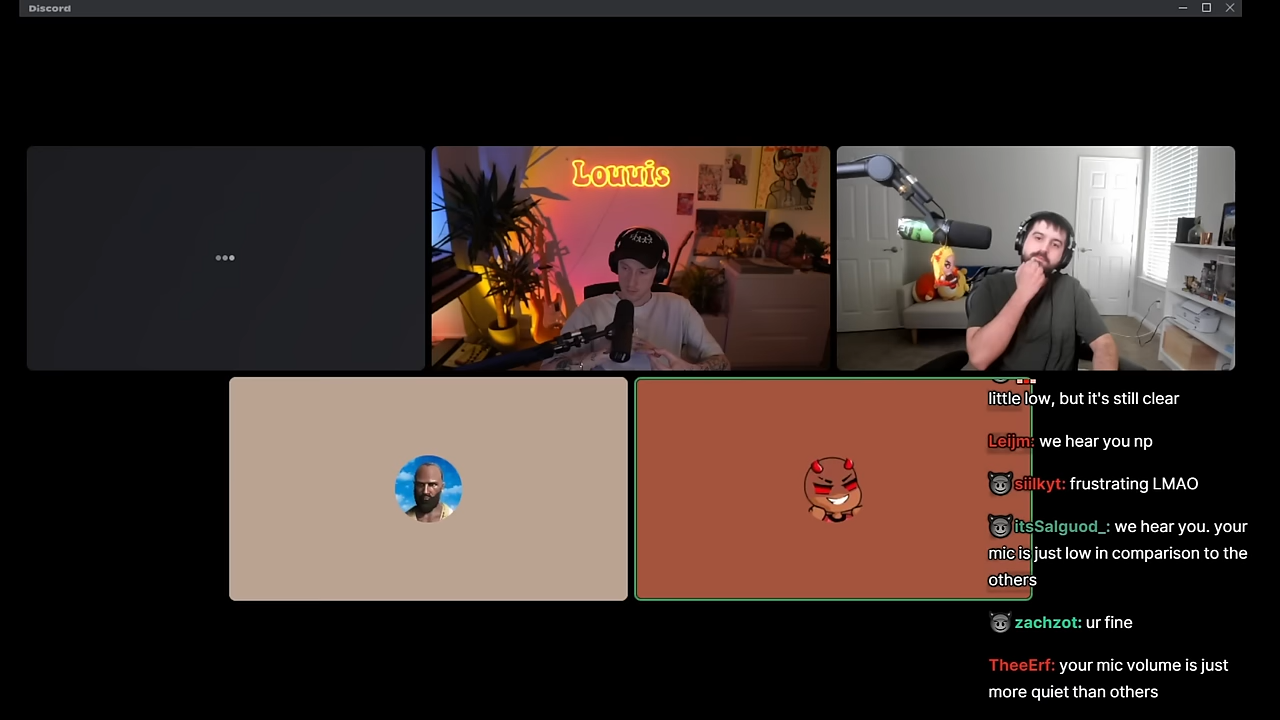 Discord
Louuis
little low, but it's still clear
Leijm: we hear you np
siilkyt: frustrating LMAO
itsSalguod_: we hear you. your
mic is just low in comparison to the
others
zachzot: ur fine
TheeErf: your mic volume is just
more quiet than others